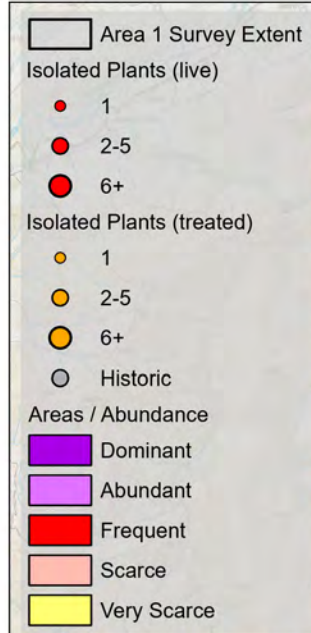 Area 1 Survey Extent
Isolated Plants (live)
1
2-5
6+
Isolated Plants (treated)
1
2-5
6+
Historic
Areas / Abundance
Dominant
Abundant
Frequent
Scarce
Very Scarce